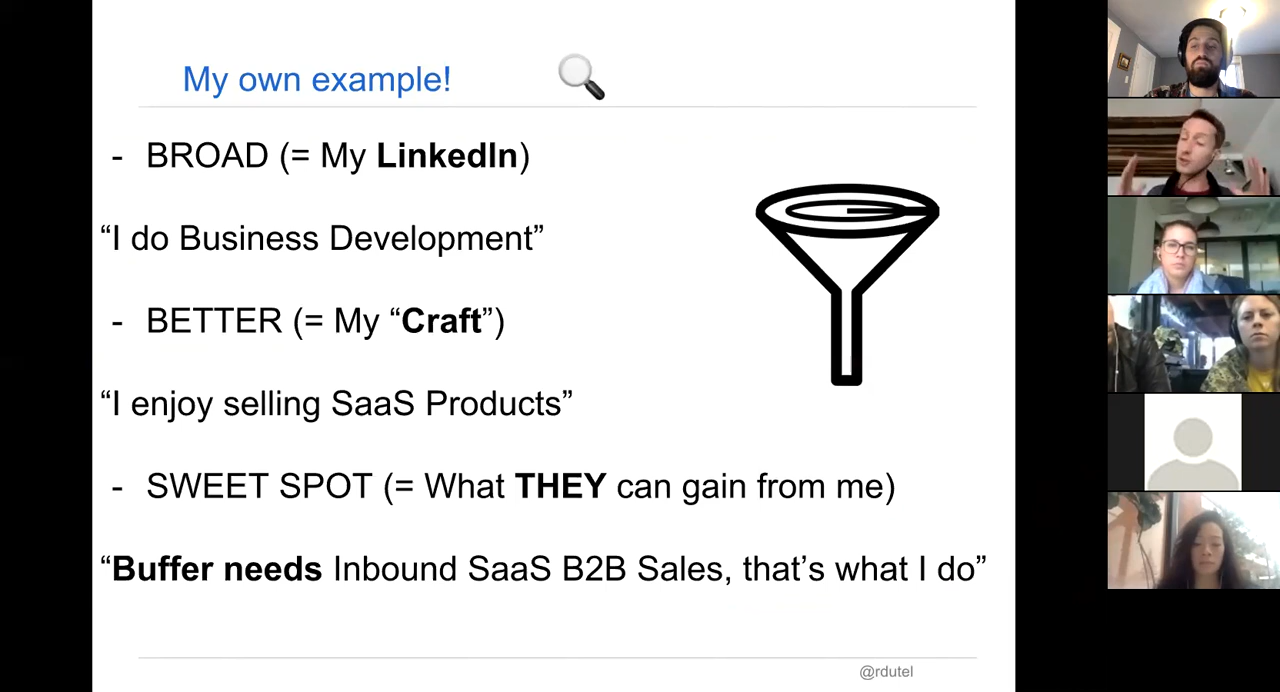 My own example!
- BROAD (= My LinkedIn)
“I do Business Development”
- BETTER (= My “Craft”)
“I enjoy selling SaaS Products”
- SWEET SPOT (= What THEY can gain from me)
“Buffer needs Inbound SaaS B2B Sales, that’s what I do”
@rdutel